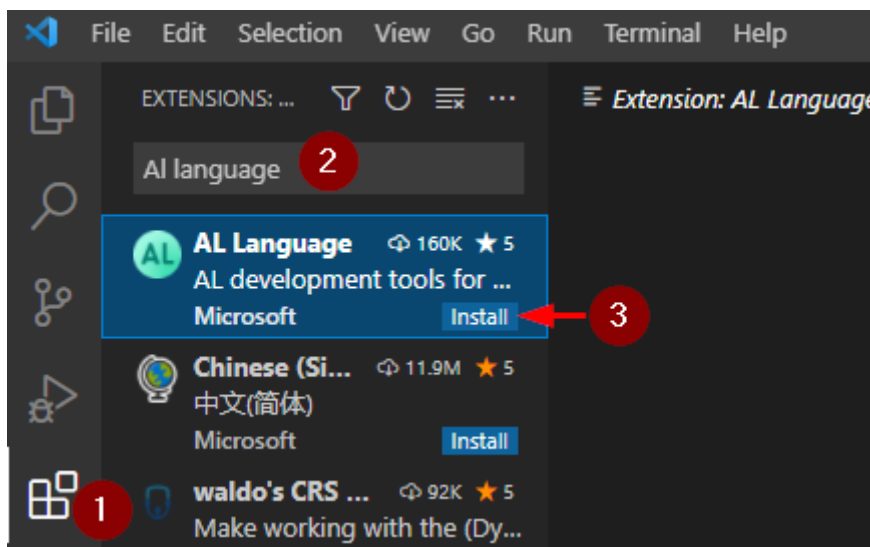 File Edit Selection View Go Run Terminal Help
EXTENSIONS: ...
Extension: AL Language
Al language
2
AL
AL Language 160K ★ 5
AL development tools for ...
Microsoft Install
3
Chinese (Si... 11.9M ★ 5
中文(简体)
Microsoft Install
1
waldo's CRS ... 92K ★ 5
Make working with the (Dy...